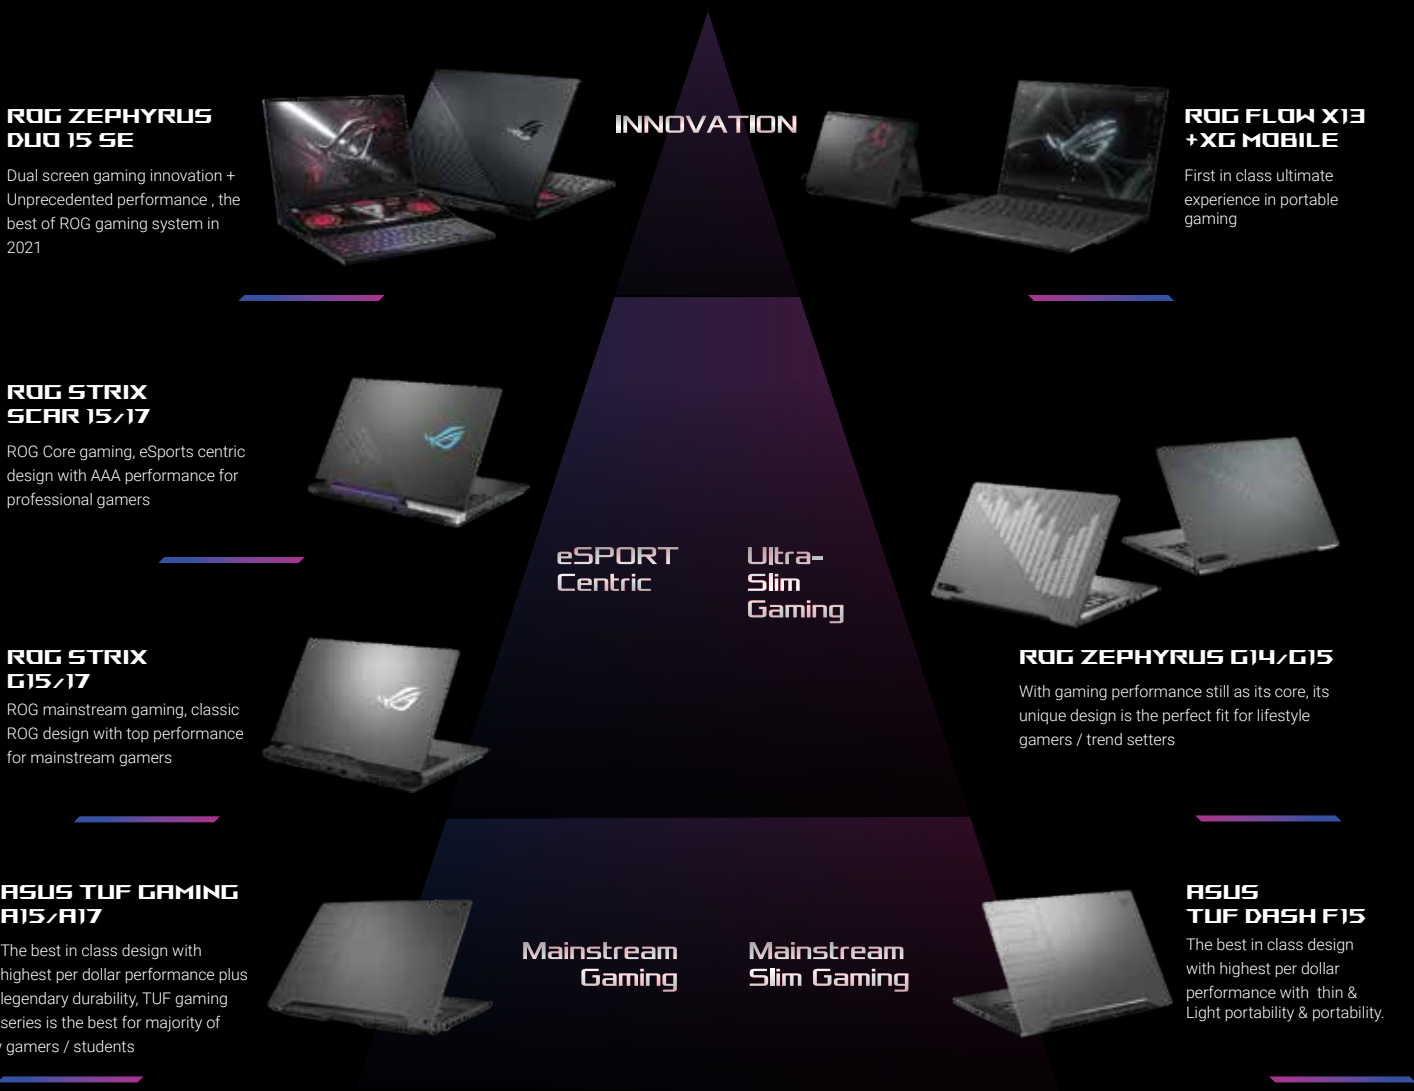 ROG ZEPHYRUS
DUO 15 SE
Dual screen gaming innovation +
Unprecedented performance , the
best of ROG gaming system in
2021
INNOVATION
ROG FLOW X13
+XG MOBILE
First in class ultimate
experience in portable
gaming
ROG STRIX
SCAR 15/17
ROG Core gaming, eSports centric
design with AAA performance for
professional gamers
eSPORT
Centric
Ultra-
Slim
Gaming
ROG STRIX
G15/17
ROG mainstream gaming, classic
ROG design with top performance
for mainstream gamers
ROG ZEPHYRUS G14/G15
With gaming performance still as its core, its
unique design is the perfect fit for lifestyle
gamers / trend setters
ASUS TUF GAMING
A15/A17
The best in class design with
highest per dollar performance plus
legendary durability, TUF gaming
series is the best for majority of
gamers / students
Mainstream
Gaming
Mainstream
Slim Gaming
ASUS
TUF DASH F15
The best in class design
with highest per dollar
performance with thin &
Light portability & portability.